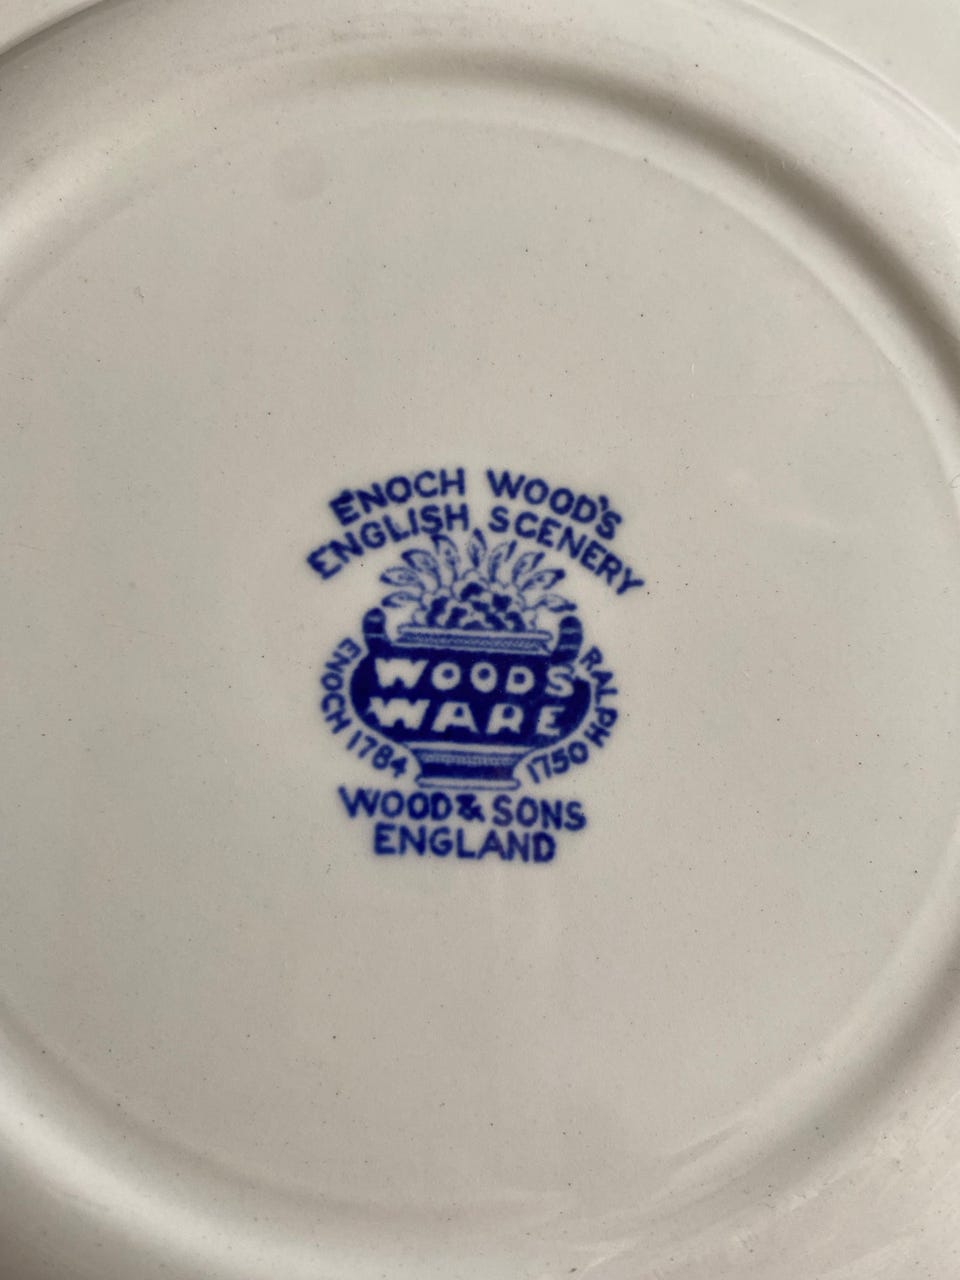 ENOCH WOOD'S
ENGLISH SCENERY
WOODS
WARE
ENOCH 1784
RALPH 1750
WOOD & SONS
ENGLAND